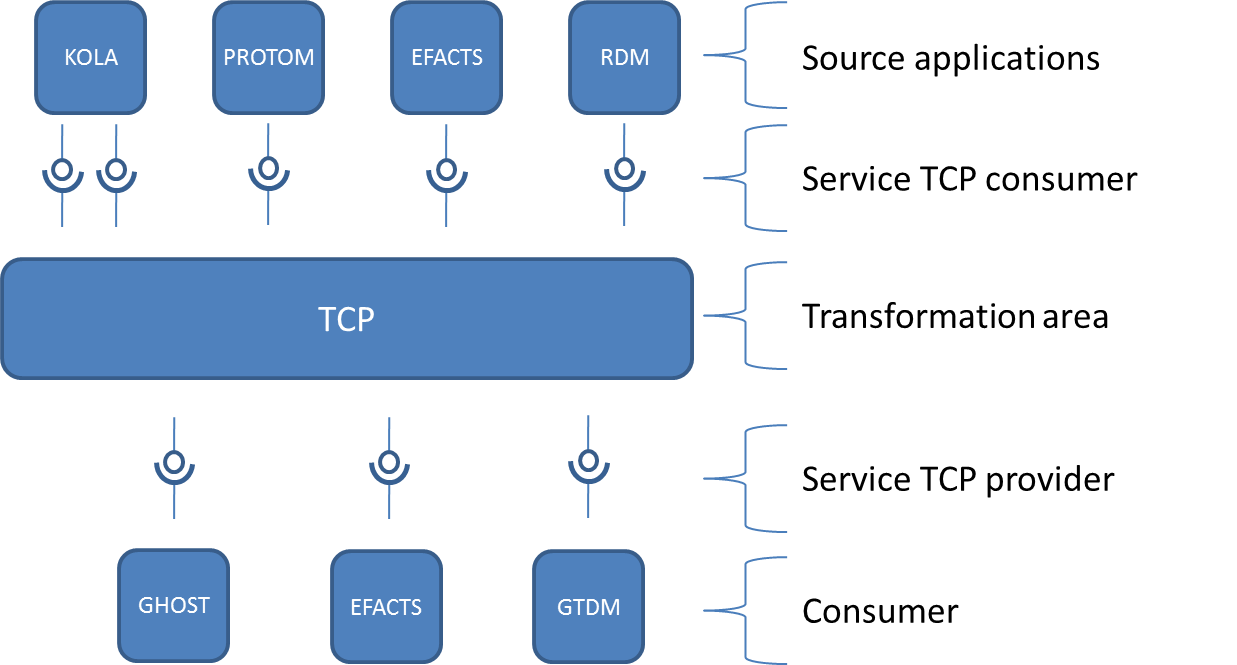 KOLA
PROTOM
EFACTS
RDM
Source applications
Service TCP consumer
TCP
Transformation area
Service TCP provider
GHOST
EFACTS
GTDM
Consumer